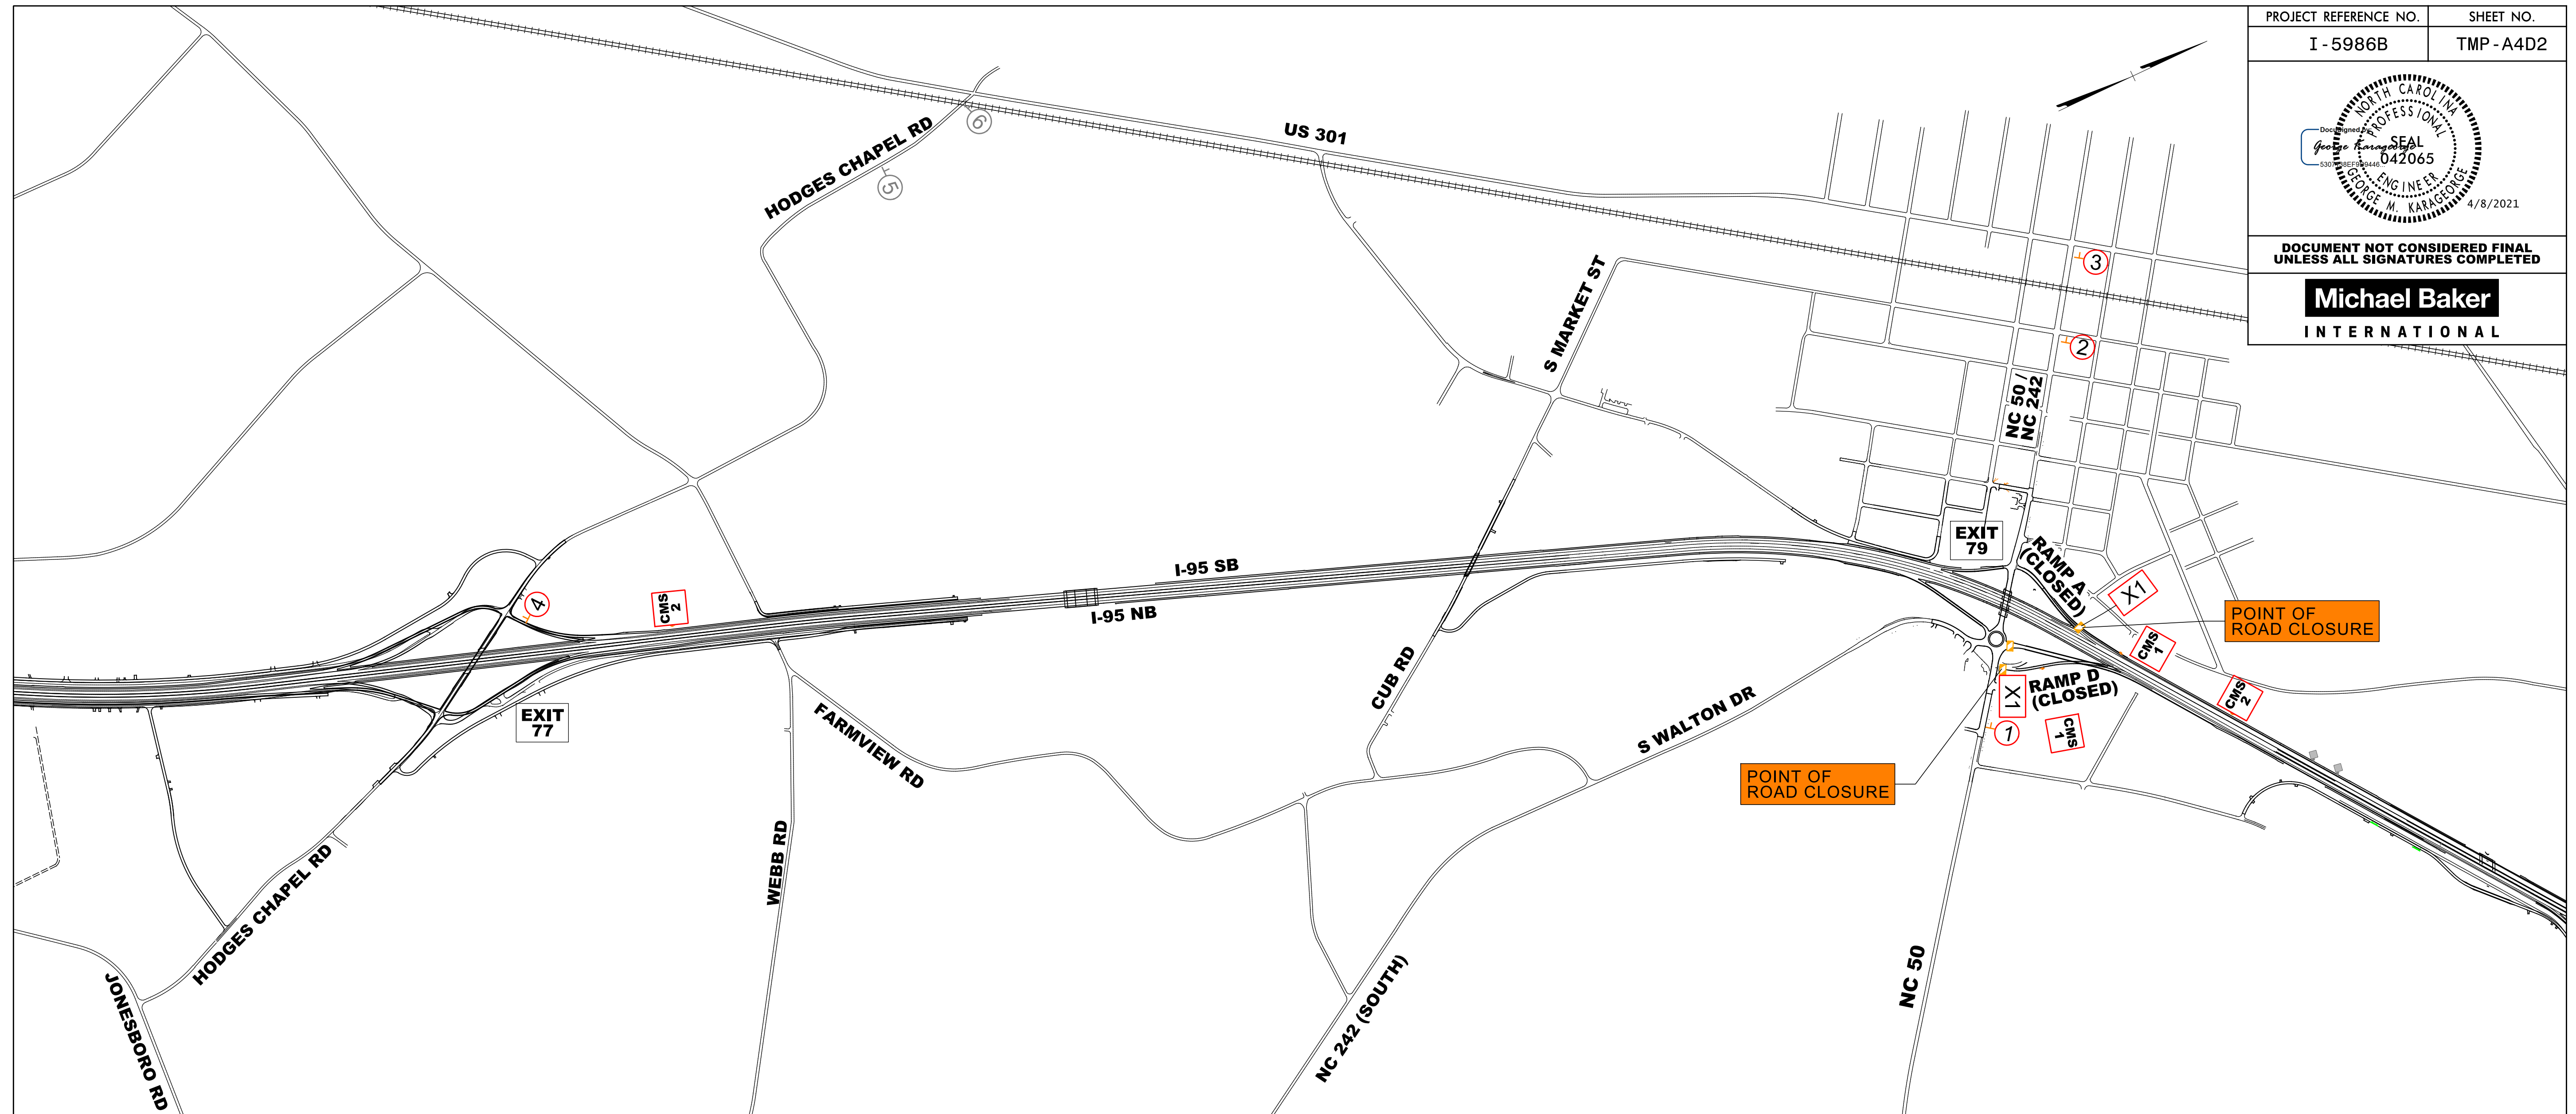 PROJECT REFERENCE NO.
SHEET NO.
I-5986B
TMP-A4D2
NORTH CAROLINA
PROFESSIONAL
SEAL
042065
ENGINEER
GEORGE M. KARAGEORGE
George Karageorge
4/8/2021
DOCUMENT NOT CONSIDERED FINAL
UNLESS ALL SIGNATURES COMPLETED
Michael Baker
INTERNATIONAL
US 301
HODGES CHAPEL RD
6
5
S MARKET ST
3
2
NC 50 /
NC 242
EXIT
79
RAMP A
(CLOSED)
X1
POINT OF
ROAD CLOSURE
CMS
1
CMS
2
I-95 SB
I-95 NB
CMS
2
4
EXIT
77
CUB RD
RAMP D
(CLOSED)
X1
CMS
1
1
S WALTON DR
FARMVIEW RD
POINT OF
ROAD CLOSURE
WEBB RD
HODGES CHAPEL RD
JONESBORO RD
NC 242 (SOUTH)
NC 50